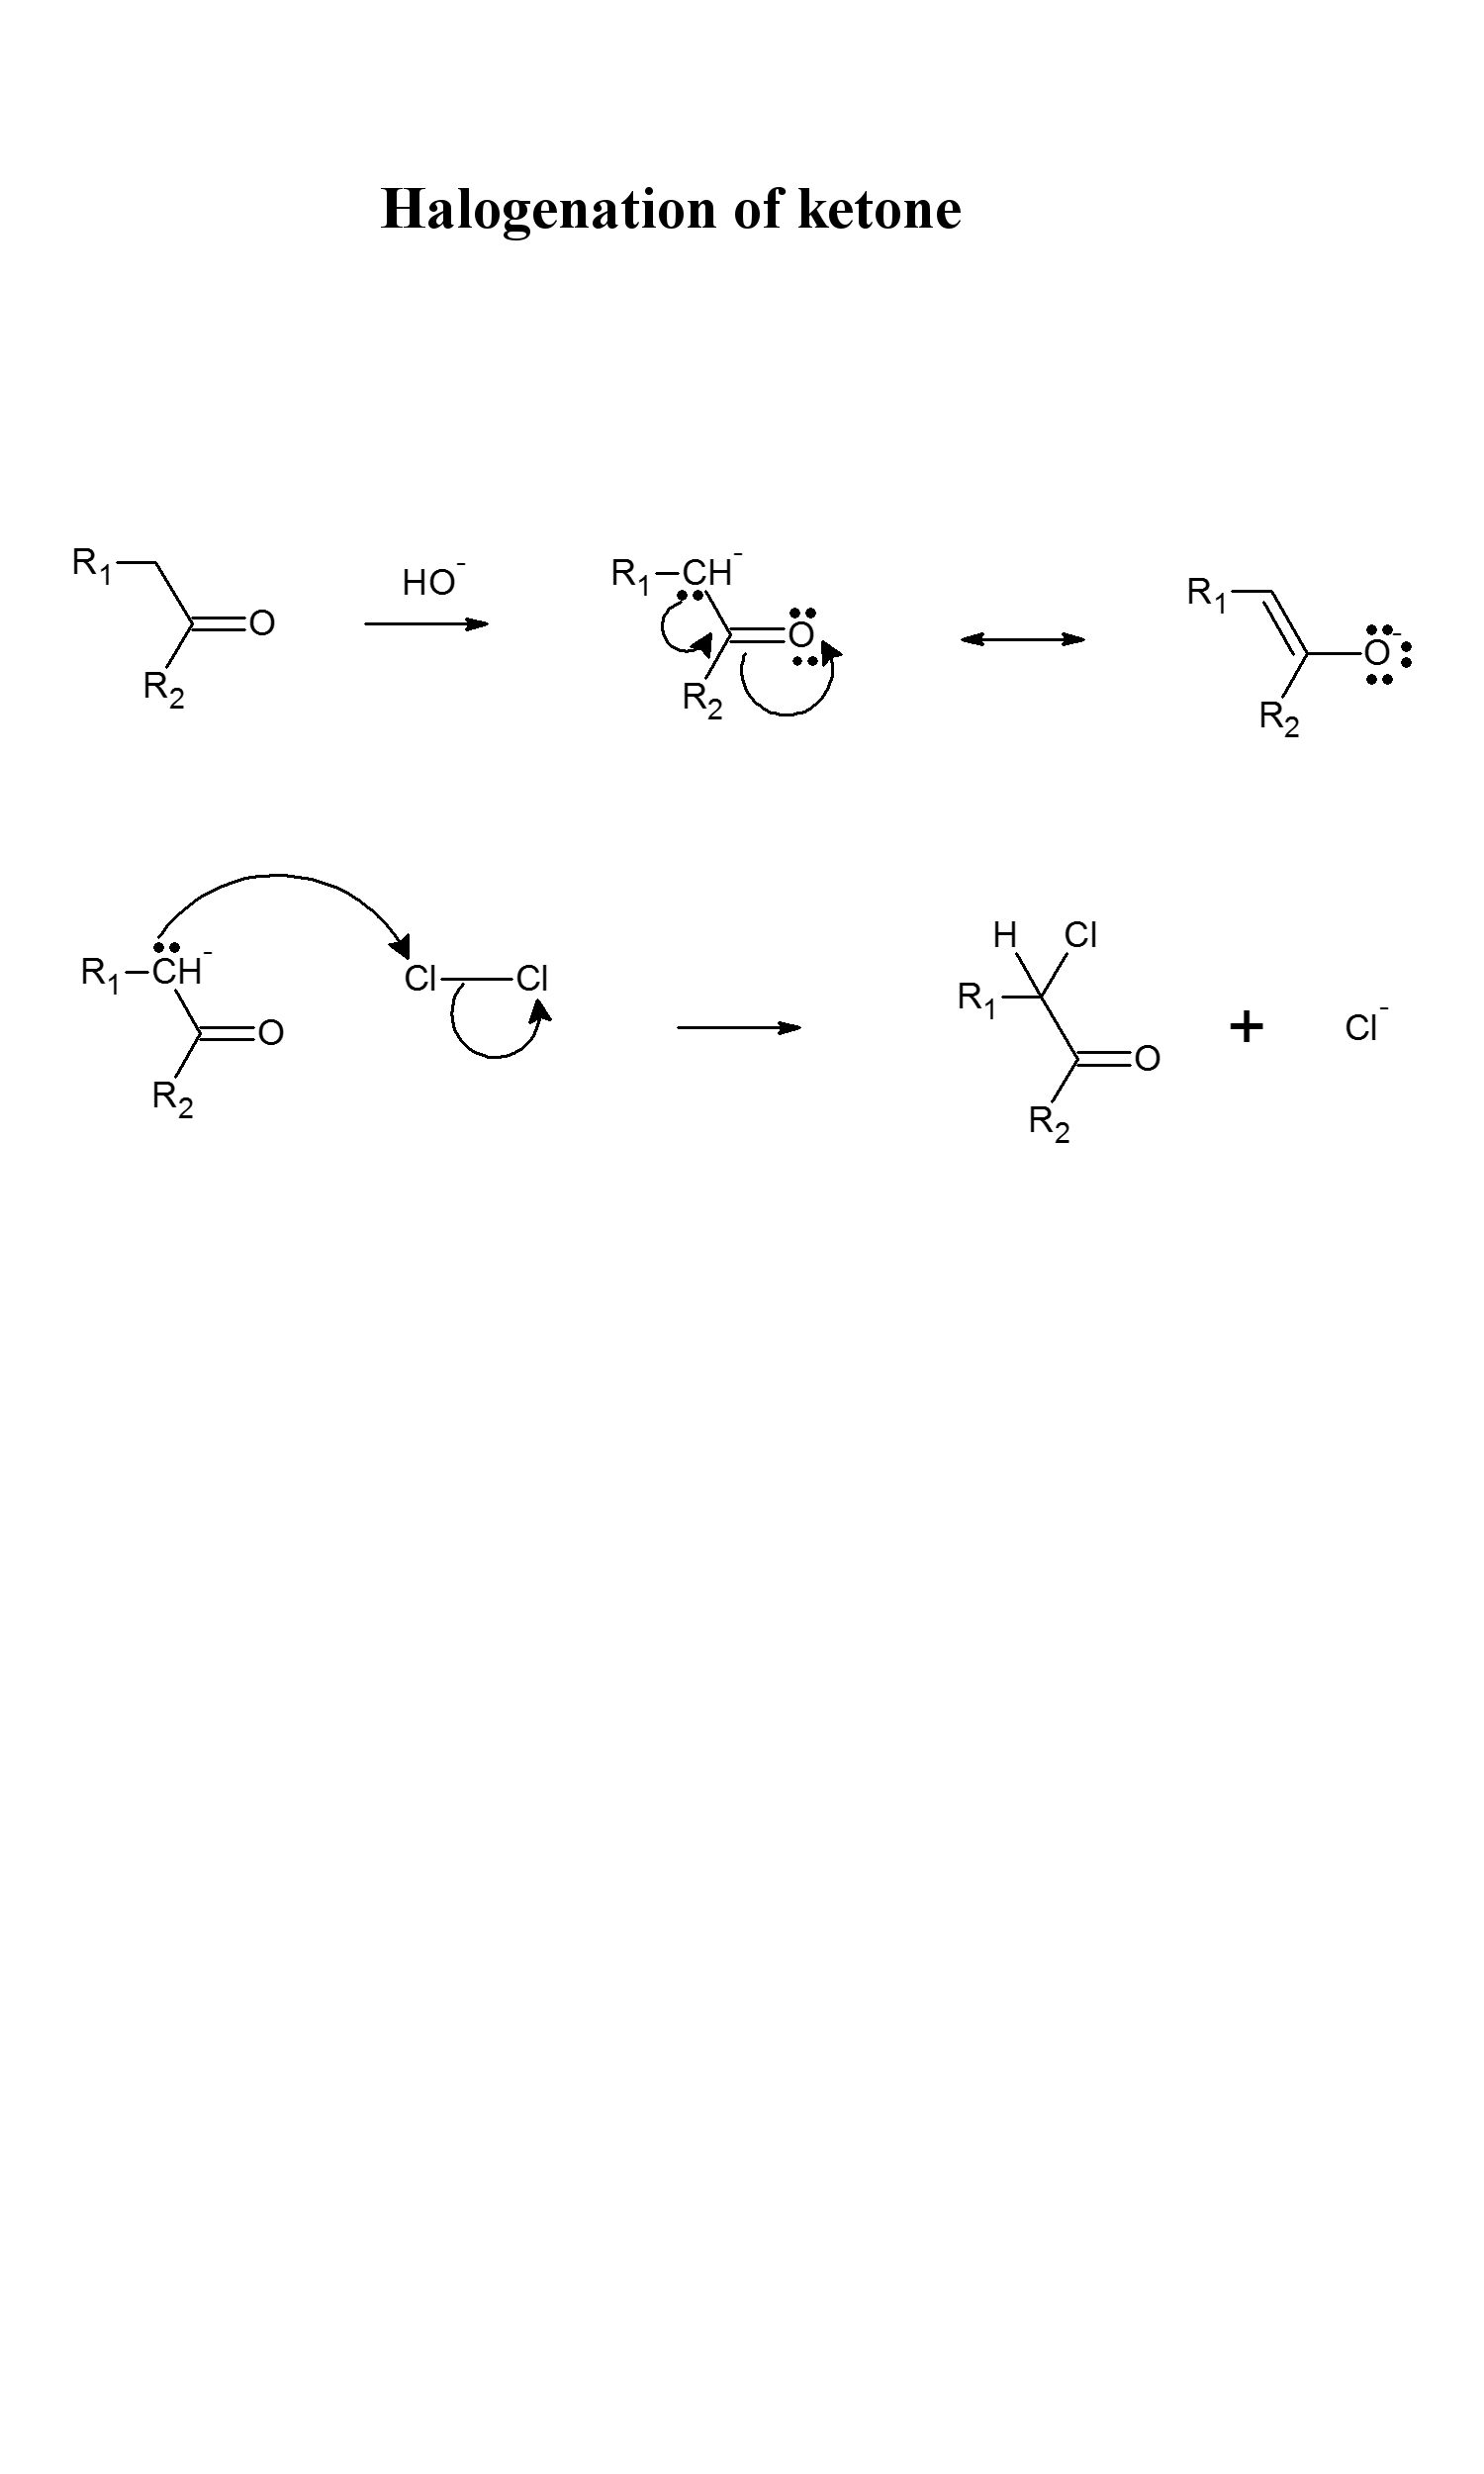 Halogenation of ketone
R1 O R2 HO- R1 CH- O R2 R1 O- R2
R1 CH- O R2 Cl Cl H Cl R1 O R2 + Cl-